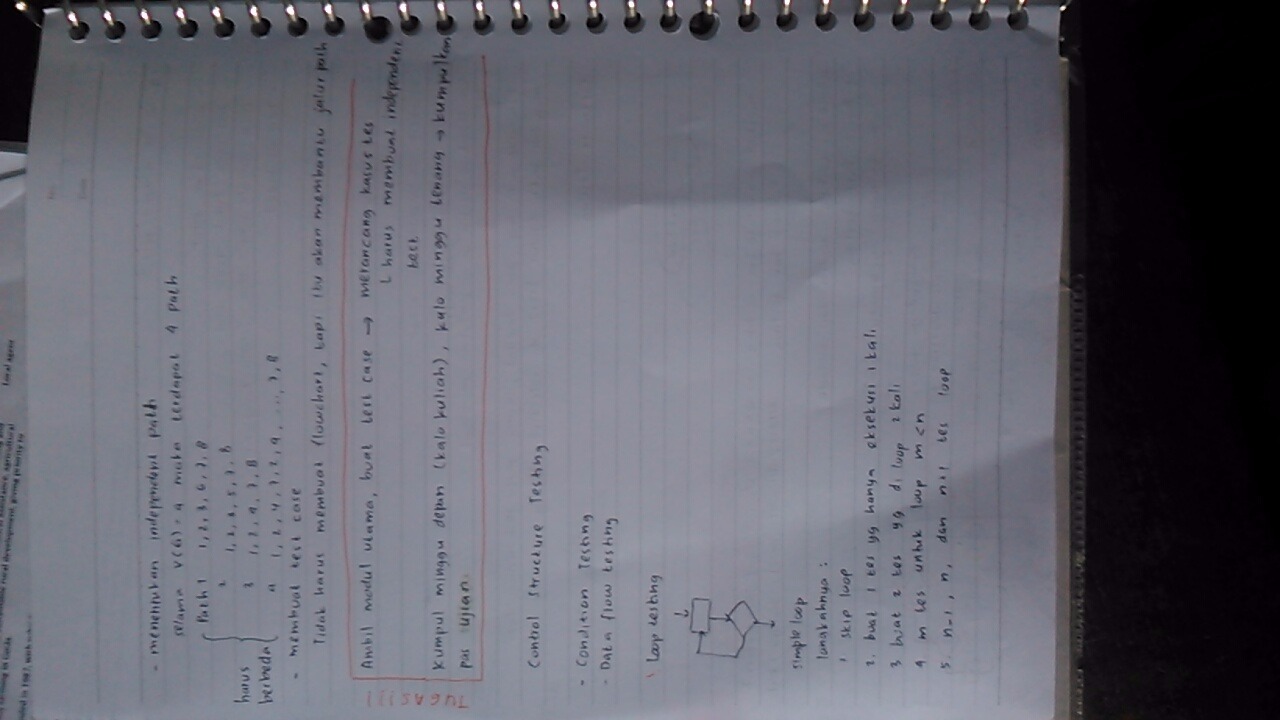 - menentukan independent path
selama V(G) = 4 maka terdapat 4 path
Path 1 1, 2, 3, 6, 7, 8
2 1, 2, 3, 5, 7, 8
3 1, 2, 4, 7, 8
4 1, 2, 4, 7, 2, 4, ..., 7, 8
harus
berbeda
- membuat test case
Tidak harus membuat flowchart, tapi itu akan membantu jalur path
TUGAS!!!
Ambil modul utama, buat test case → merancang kasus tes
harus membuat independent
test
Kumpul minggu depan (kalo kuliah), kalo minggu tenang → kumpulkan
pas ujian.
Control Structure Testing
- Condition Testing
- Data flow testing
- Loop testing
Simple loop
langkahnya :
1 skip loop
2. buat 1 tes yg hanya eksekusi 1 kali
3 buat 2 tes yg di loop 2 kali
4 m tes untuk loop m < n
5. n-1, n, dan n+1 tes loop